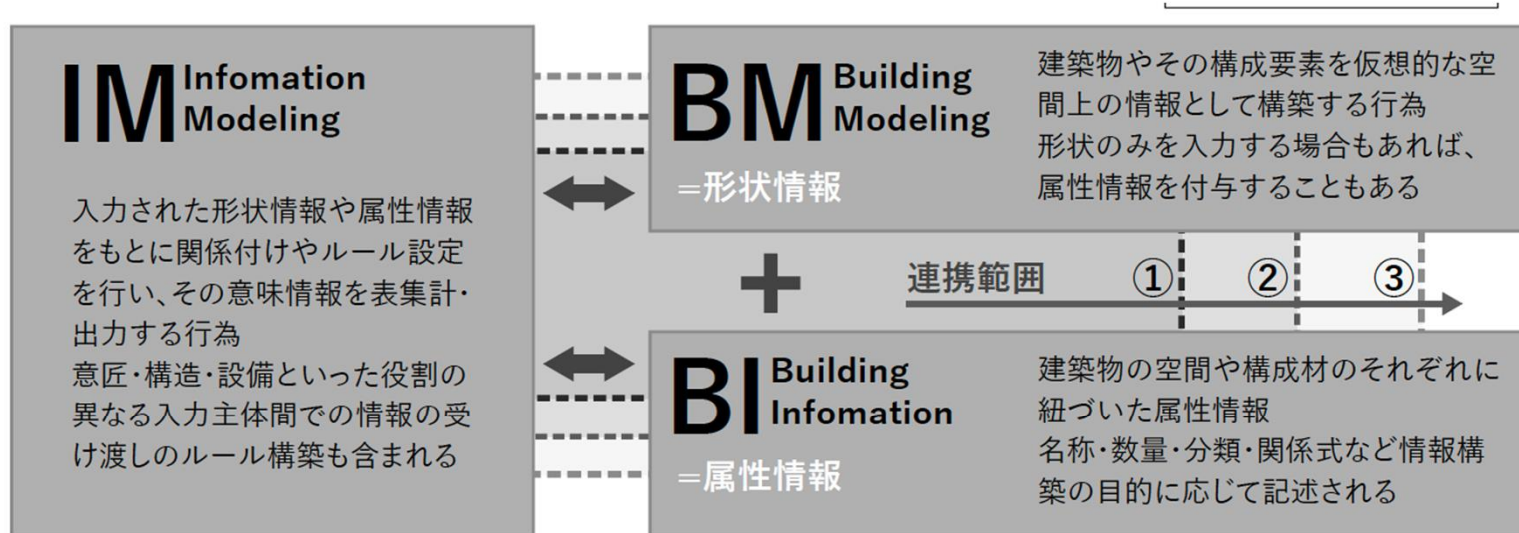 IM Infomation
Modeling
入力された形状情報や属性情報
をもとに関係付けやルール設定
を行い、その意味情報を表集計・
出力する行為
意匠・構造・設備といった役割の
異なる入力主体間での情報の受
け渡しのルール構築も含まれる
BM Building
Modeling
=形状情報
建築物やその構成要素を仮想的な空
間上の情報として構築する行為
形状のみを入力する場合もあれば、
属性情報を付与することもある
+
連携範囲 ① ② ③
BI Building
Infomation
=属性情報
建築物の空間や構成材のそれぞれに
紐づいた属性情報
名称・数量・分類・関係式など情報構
築の目的に応じて記述される